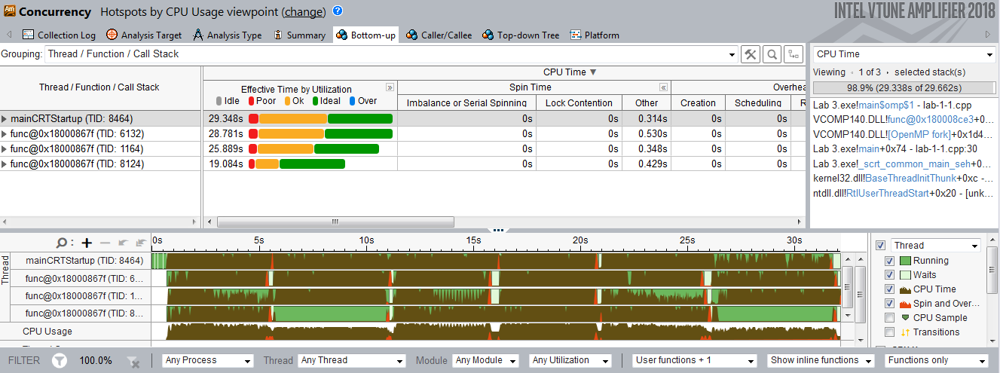 Concurrency Hotspots by CPU Usage viewpoint (change) ?
INTEL VTUNE AMPLIFIER 2018
Collection Log Analysis Target Analysis Type Summary Bottom-up Caller/Callee Top-down Tree Platform
Grouping: Thread / Function / Call Stack
Thread / Function / Call Stack
CPU Time
Effective Time by Utilization
Idle Poor Ok Ideal Over
Spin Time
Overhea
Imbalance or Serial Spinning Lock Contention Other Creation Scheduling R
mainCRTStartup (TID: 8464) 29.348s 0s 0s 0.314s 0s 0s
func@0x18000867f (TID: 6132) 28.781s 0s 0s 0.530s 0s 0s
func@0x18000867f (TID: 1164) 25.889s 0s 0s 0.348s 0s 0s
func@0x18000867f (TID: 8124) 19.084s 0s 0s 0.429s 0s 0s
CPU Time
Viewing 1 of 3 selected stack(s)
98.9% (29.338s of 29.662s)
Lab 3.exe!main$omp$1 - lab-1-1.cpp
VCOMP140.DLL!func@0x180008ce3+0...
VCOMP140.DLL![OpenMP fork]+0x1d4...
Lab 3.exe!main+0x74 - lab-1-1.cpp:30
Lab 3.exe!_scrt_common_main_seh+0...
kernel32.dll!BaseThreadInitThunk+0xc -...
ntdll.dll!RtlUserThreadStart+0x20 - [unk...
0s 5s 10s 15s 20s 25s 30s
Thread
mainCRTStartup (TID: 8464)
func@0x18000867f (TID: 6...
func@0x18000867f (TID: 1...
func@0x18000867f (TID: 8...
CPU Usage
Thread
Running
Waits
CPU Time
Spin and Over...
CPU Sample
Transitions
FILTER 100.0% Any Process Thread Any Thread Module Any Module Any Utilization User functions + 1 Show inline functions Functions only